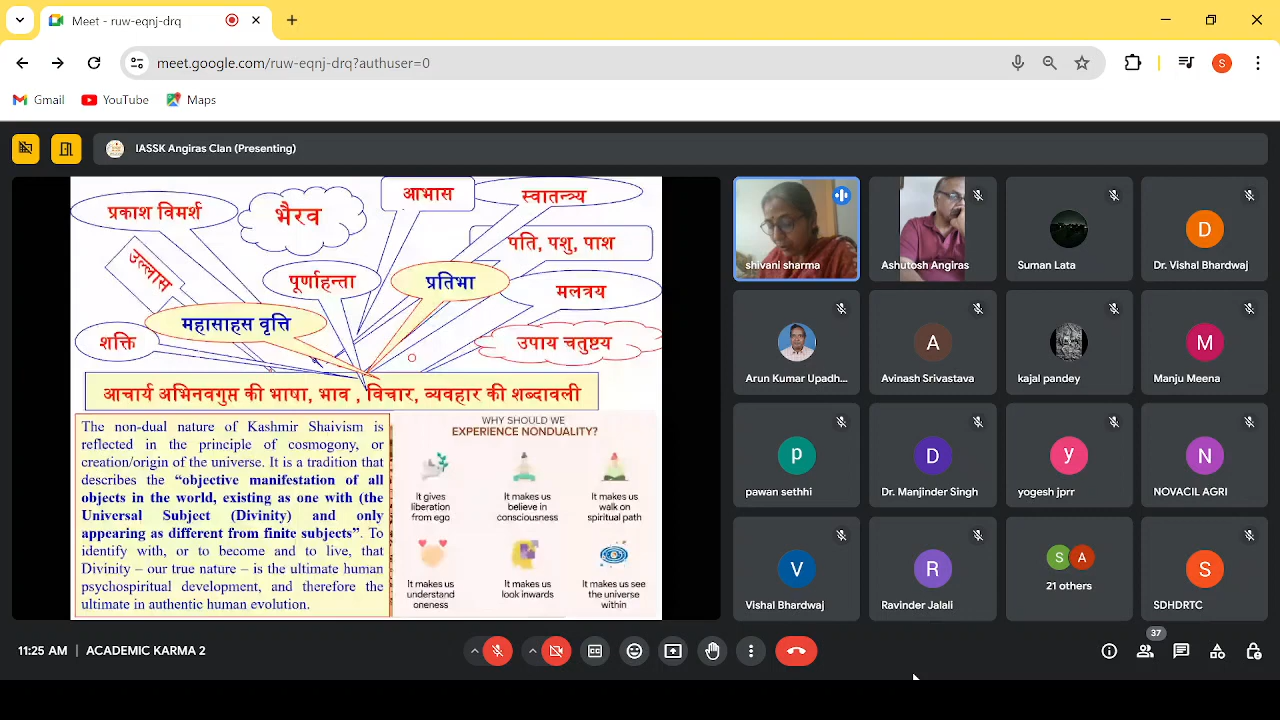 Meet - ruw-eqnj-drq
meet.google.com/ruw-eqnj-drq?authuser=0
S
Gmail
YouTube
Maps
IASSK Angiras Clan (Presenting)
प्रकाश विमर्श
भैरव
आभास
स्वातन्त्र्य
पति, पशु, पाश
उल्लास
पूर्णाहन्ता
प्रतिभा
मलत्रय
महासाहस वृत्ति
शक्ति
उपाय चतुष्टय
आचार्य अभिनवगुप्त की भाषा, भाव , विचार, व्यवहार की शब्दावली
The non-dual nature of Kashmir Shaivism is
reflected in the principle of cosmogony, or
creation/origin of the universe. It is a tradition that
describes the “objective manifestation of all
objects in the world, existing as one with (the
Universal Subject (Divinity) and only
appearing as different from finite subjects”. To
identify with, or to become and to live, that
Divinity – our true nature – is the ultimate human
psychospiritual development, and therefore the
ultimate in authentic human evolution.
WHY SHOULD WE
EXPERIENCE NONDUALITY?
It gives
liberation
from ego
It makes us
believe in
consciousness
It makes us
walk on
spiritual path
It makes us
understand
oneness
It makes us
look inwards
It makes us see
the universe
within
shivani sharma
Ashutosh Angiras
Suman Lata
D
Dr. Vishal Bhardwaj
Arun Kumar Upadh...
A
Avinash Srivastava
kajal pandey
M
Manju Meena
p
pawan sethhi
D
Dr. Manjinder Singh
y
yogesh jprr
N
NOVACIL AGRI
V
Vishal Bhardwaj
R
Ravinder Jalali
S A
21 others
S
SDHDRTC
11:25 AM | ACADEMIC KARMA 2
37